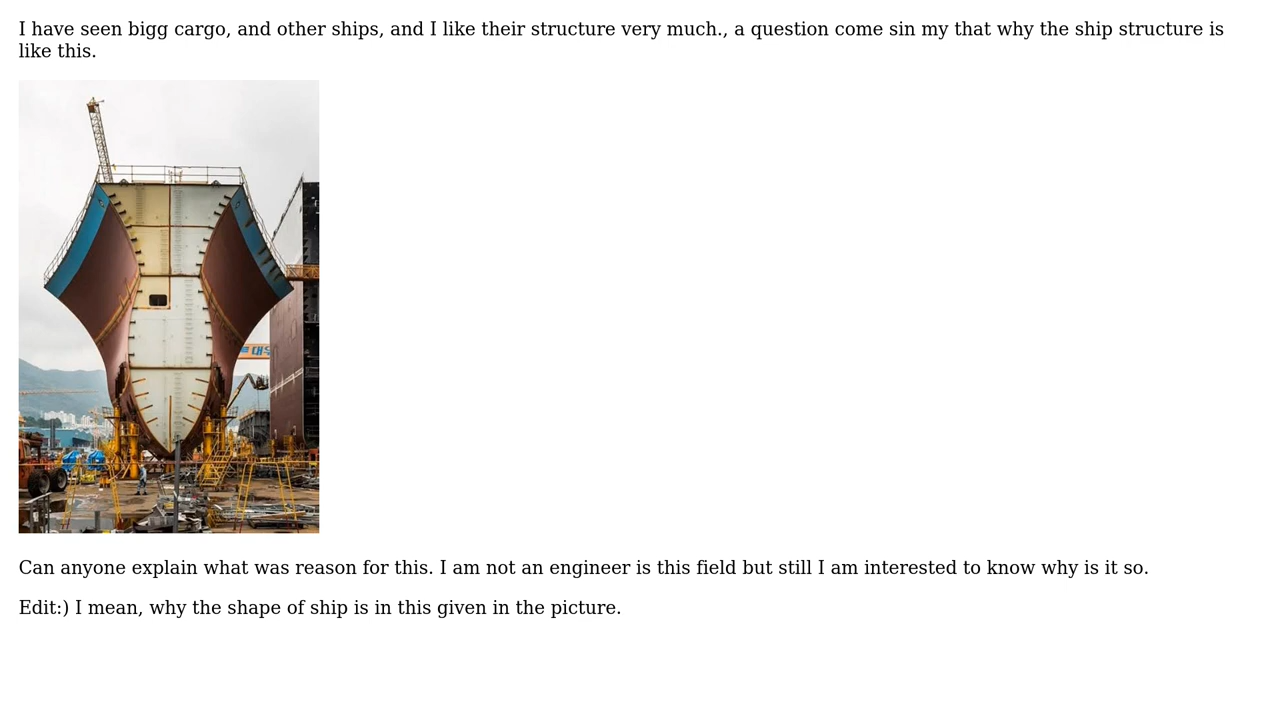 I have seen bigg cargo, and other ships, and I like their structure very much., a question come sin my that why the ship structure is
like this.
대우
Can anyone explain what was reason for this. I am not an engineer is this field but still I am interested to know why is it so.
Edit:) I mean, why the shape of ship is in this given in the picture.